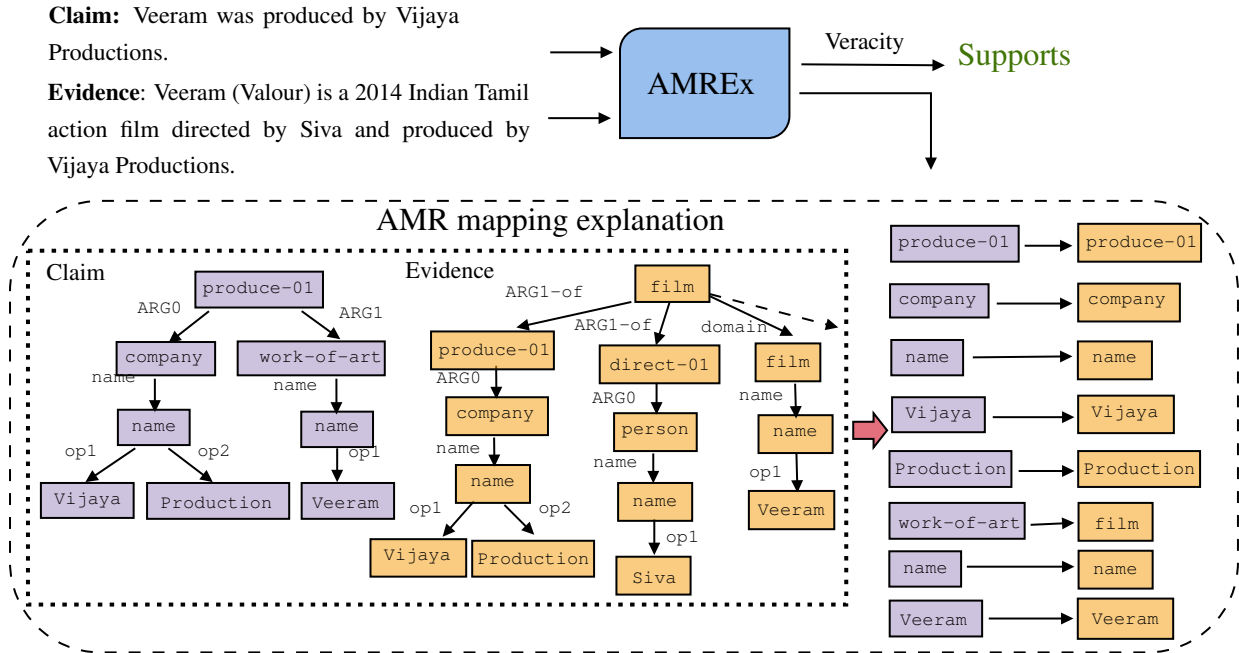 Claim: Veeram was produced by Vijaya
Productions.
Evidence: Veeram (Valour) is a 2014 Indian Tamil
action film directed by Siva and produced by
Vijaya Productions.
AMREx
Veracity
Supports
AMR mapping explanation
Claim
produce-01
ARG0
ARG1
company
work-of-art
name
name
name
name
op1
op2
op1
Vijaya
Production
Veeram
Evidence
film
ARG1-of
ARG1-of
domain
produce-01
direct-01
film
ARG0
ARG0
name
company
person
name
name
name
op1
name
name
Veeram
op1
op2
op1
Vijaya
Production
Siva
produce-01
produce-01
company
company
name
name
Vijaya
Vijaya
Production
Production
work-of-art
film
name
name
Veeram
Veeram